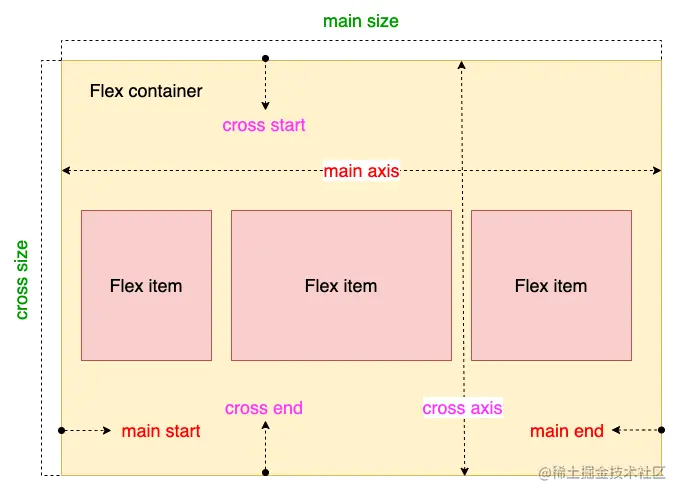 main size
Flex container
cross start
main axis
cross size
Flex item
Flex item
Flex item
cross end
cross axis
main start
main end
@稀土掘金技术社区